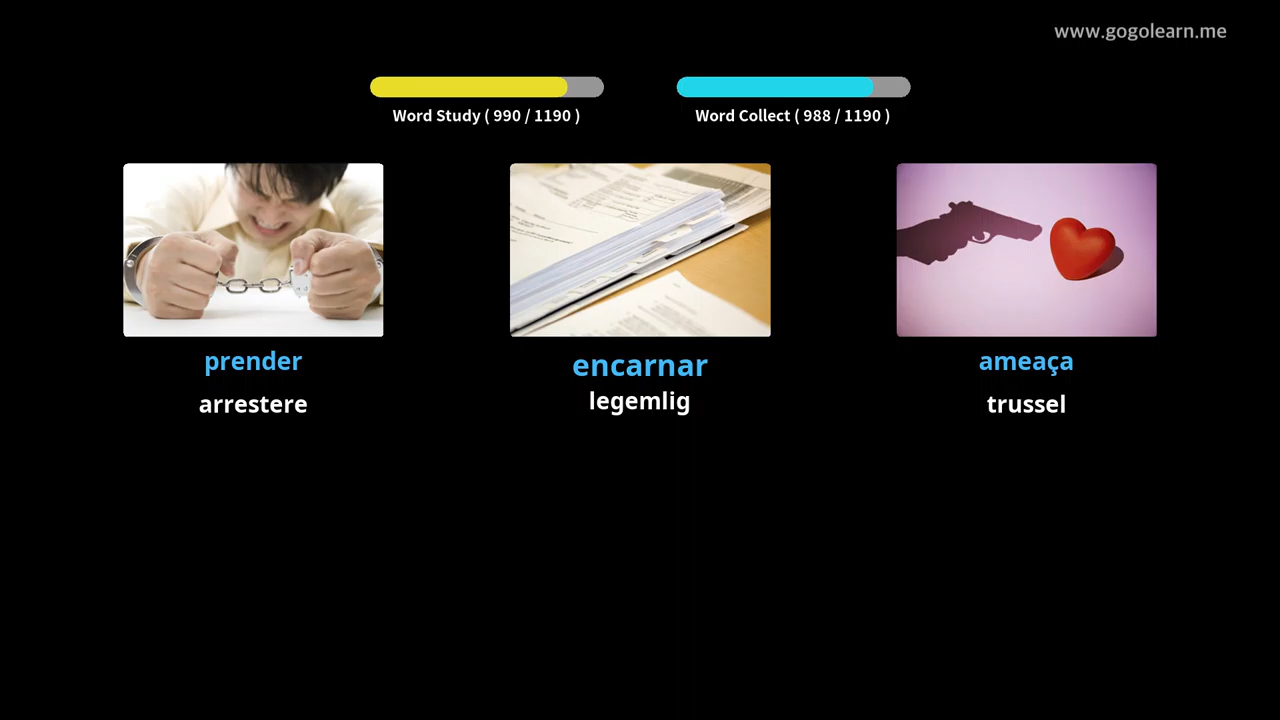 www.gogolearn.me
Word Study ( 990 / 1190 )
Word Collect ( 988 / 1190 )
prender
encarnar
ameaça
arrestere
legemlig
trussel